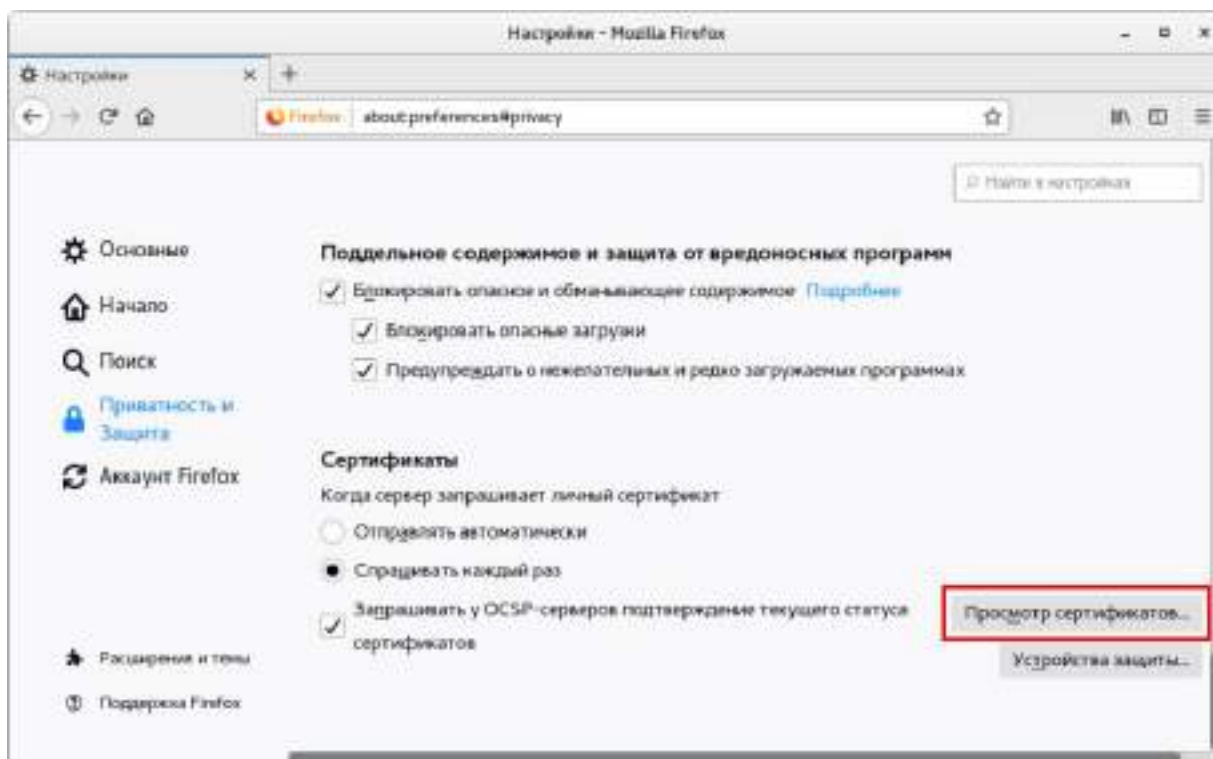 Настройки - Mozilla Firefox
Настройки
Firefox about:preferences#privacy
Найти в настройках
Основные
Начало
Поиск
Приватность и
Защита
Аккаунт Firefox
Расширения и темы
Поддержка Firefox
Поддельное содержимое и защита от вредоносных программ
Блокировать опасное и обманывающее содержимое Подробнее
Блокировать опасные загрузки
Предупреждать о нежелательных и редко загружаемых программах
Сертификаты
Когда сервер запрашивает личный сертификат
Отправлять автоматически
Спрашивать каждый раз
Запрашивать у OCSP-серверов подтверждение текущего статуса
сертификатов
Просмотр сертификатов...
Устройства защиты...